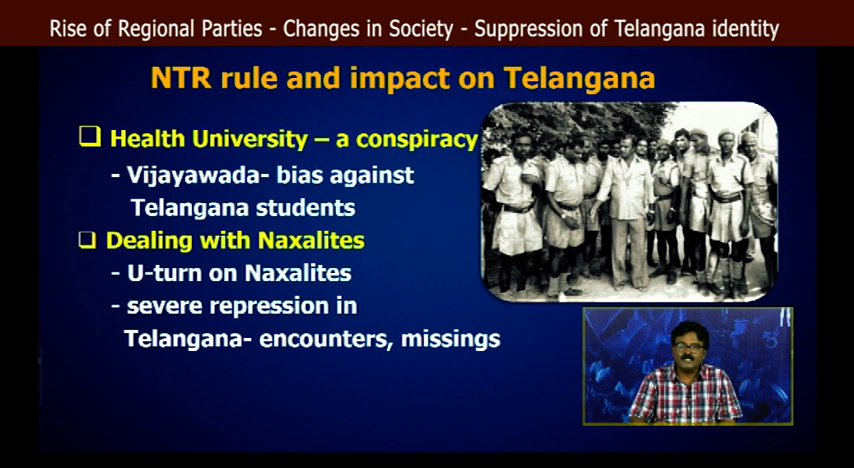 Rise of Regional Parties - Changes in Society - Suppression of Telangana identity
NTR rule and impact on Telangana
❑ Health University – a conspiracy
- Vijayawada- bias against
Telangana students
❑ Dealing with Naxalites
- U-turn on Naxalites
- severe repression in
Telangana- encounters, missings